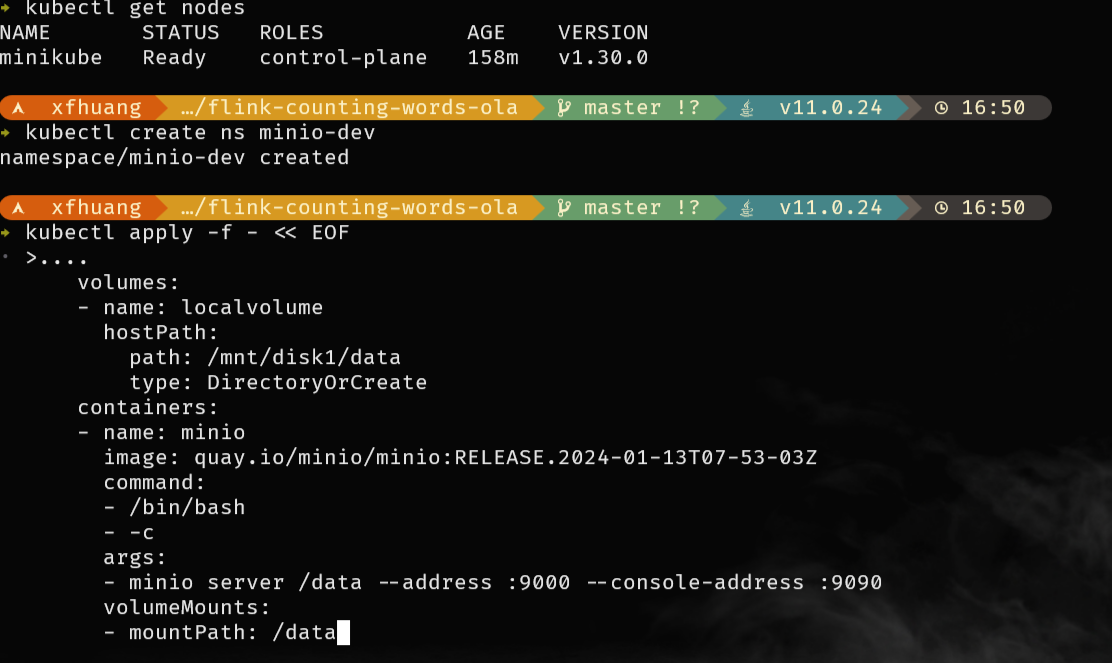 kubectl get nodes
NAME STATUS ROLES AGE VERSION
minikube Ready control-plane 158m v1.30.0
xfhuang …/flink-counting-words-ola master !? v11.0.24 16:50
kubectl create ns minio-dev
namespace/minio-dev created
xfhuang …/flink-counting-words-ola master !? v11.0.24 16:50
kubectl apply -f - << EOF
>....
volumes:
- name: localvolume
hostPath:
path: /mnt/disk1/data
type: DirectoryOrCreate
containers:
- name: minio
image: quay.io/minio/minio:RELEASE.2024-01-13T07-53-03Z
command:
- /bin/bash
- -c
args:
- minio server /data --address :9000 --console-address :9090
volumeMounts:
- mountPath: /data